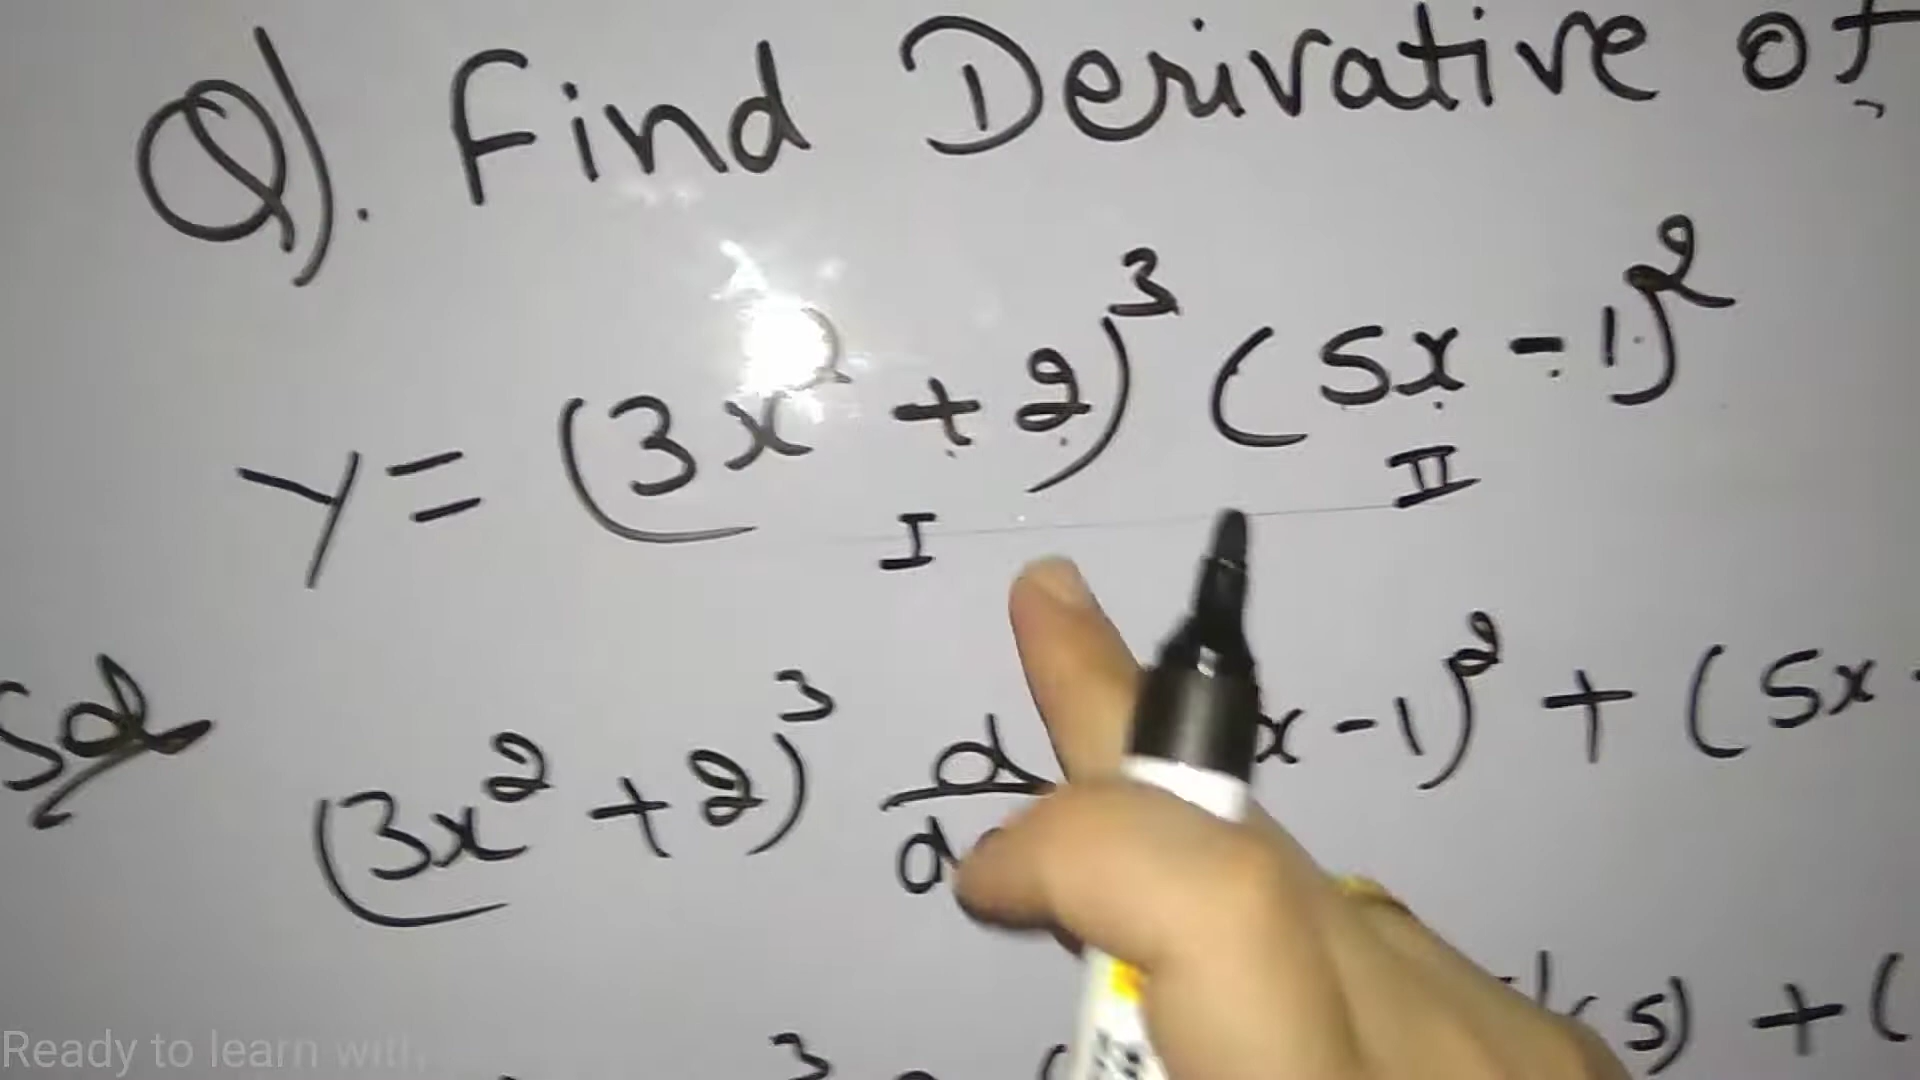 Q). Find Derivative of
y = (3x² + 2)³ (5x - 1)²
I II
Sol (3x² + 2)³ d x - 1)² + (5x
5) + (
3
Ready to learn with